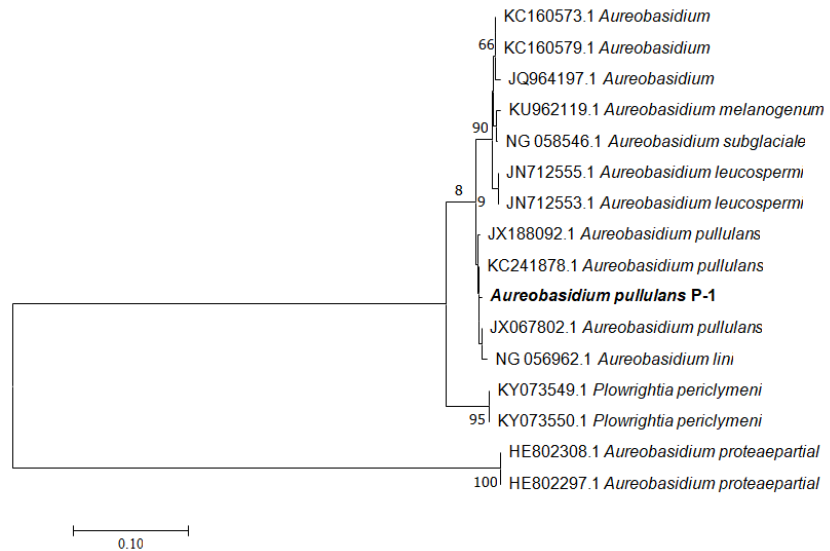 KC160573.1 Aureobasidium
66
KC160579.1 Aureobasidium
JQ964197.1 Aureobasidium
KU962119.1 Aureobasidium melanogenum
90
NG 058546.1 Aureobasidium subglaciale
JN712555.1 Aureobasidium leucospermi
8
9
JN712553.1 Aureobasidium leucospermi
JX188092.1 Aureobasidium pullulans
KC241878.1 Aureobasidium pullulans
Aureobasidium pullulans P-1
JX067802.1 Aureobasidium pullulans
NG 056962.1 Aureobasidium lini
KY073549.1 Plowrightia periclymeni
95
KY073550.1 Plowrightia periclymeni
HE802308.1 Aureobasidium proteaepartial
100
HE802297.1 Aureobasidium proteaepartial
0.10